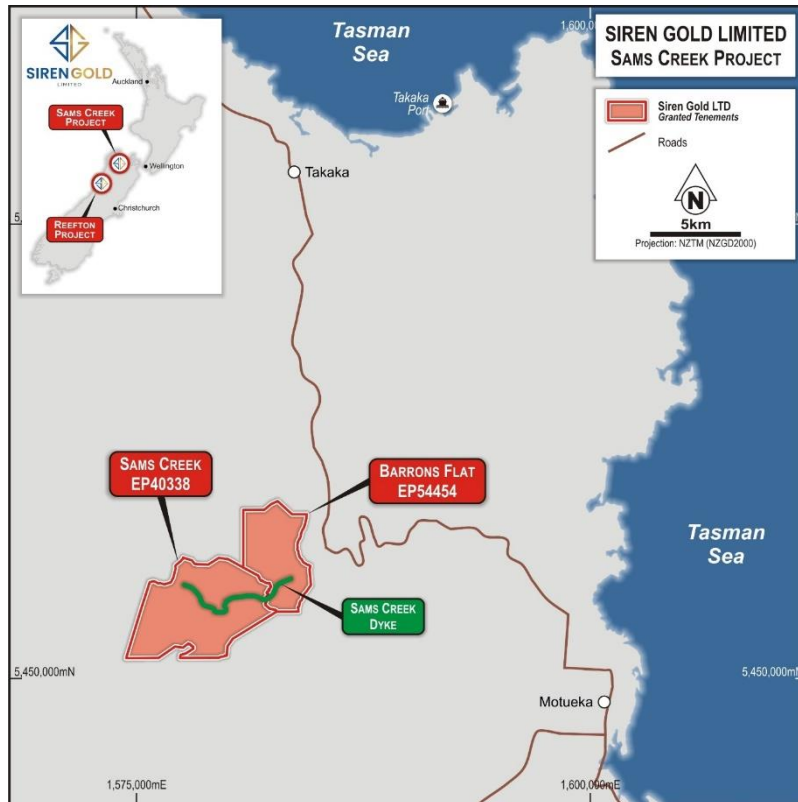 SIREN GOLD
LIMITED
Auckland
SAMS CREEK
PROJECT
Wellington
Christchurch
REEFTON
PROJECT
Tasman
Sea
Takaka
Port
Takaka
1,600,000mE
SIREN GOLD LIMITED
SAMS CREEK PROJECT
Siren Gold LTD
Granted Tenements
Roads
N
5km
Projection: NZTM (NZGD2000)
SAMS CREEK
EP40338
BARRONS FLAT
EP54454
SAMS CREEK
DYKE
Tasman
Sea
5,450,000mN
5,450,000mN
Motueka
1,575,000mE
1,600,000mE